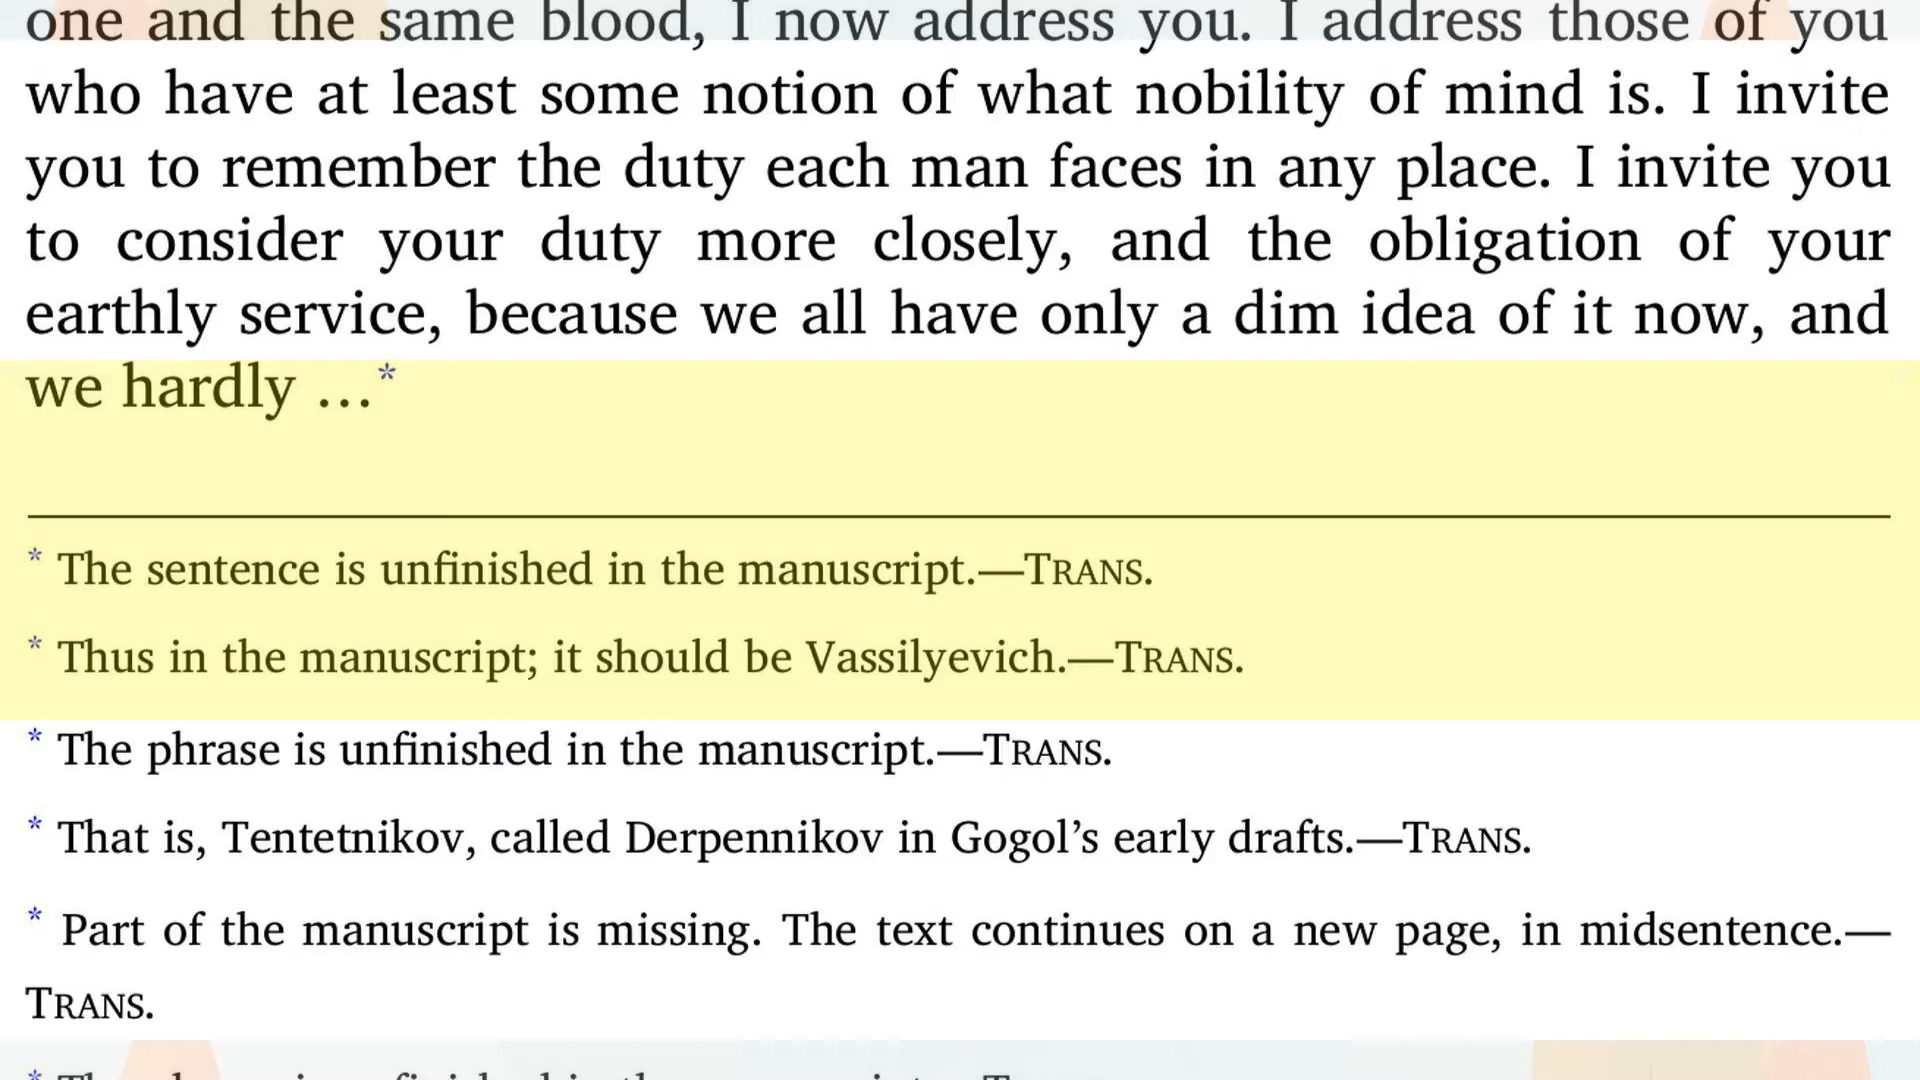 one and the same blood, I now address you. I address those of you
who have at least some notion of what nobility of mind is. I invite
you to remember the duty each man faces in any place. I invite you
to consider your duty more closely, and the obligation of your
earthly service, because we all have only a dim idea of it now, and
we hardly …*
* The sentence is unfinished in the manuscript.—TRANS.
* Thus in the manuscript; it should be Vassilyevich.—TRANS.
* The phrase is unfinished in the manuscript.—TRANS.
* That is, Tentetnikov, called Derpennikov in Gogol’s early drafts.—TRANS.
* Part of the manuscript is missing. The text continues on a new page, in midsentence.—
TRANS.